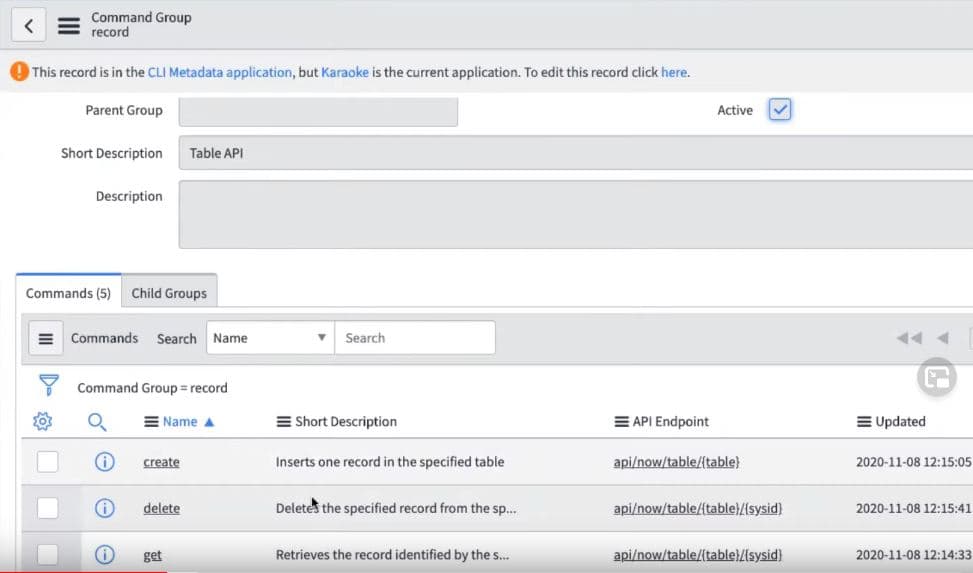 Command Group
record
This record is in the CLI Metadata application, but Karaoke is the current application. To edit this record click here.
Parent Group
Active
Short Description Table API
Description
Commands (5) Child Groups
Commands Search Name Search
Command Group = record
Name Short Description API Endpoint Updated
create Inserts one record in the specified table api/now/table/{table} 2020-11-08 12:15:05
delete Deletes the specified record from the sp... api/now/table/{table}/{sysid} 2020-11-08 12:15:41
get Retrieves the record identified by the s... api/now/table/{table}/{sysid} 2020-11-08 12:14:33